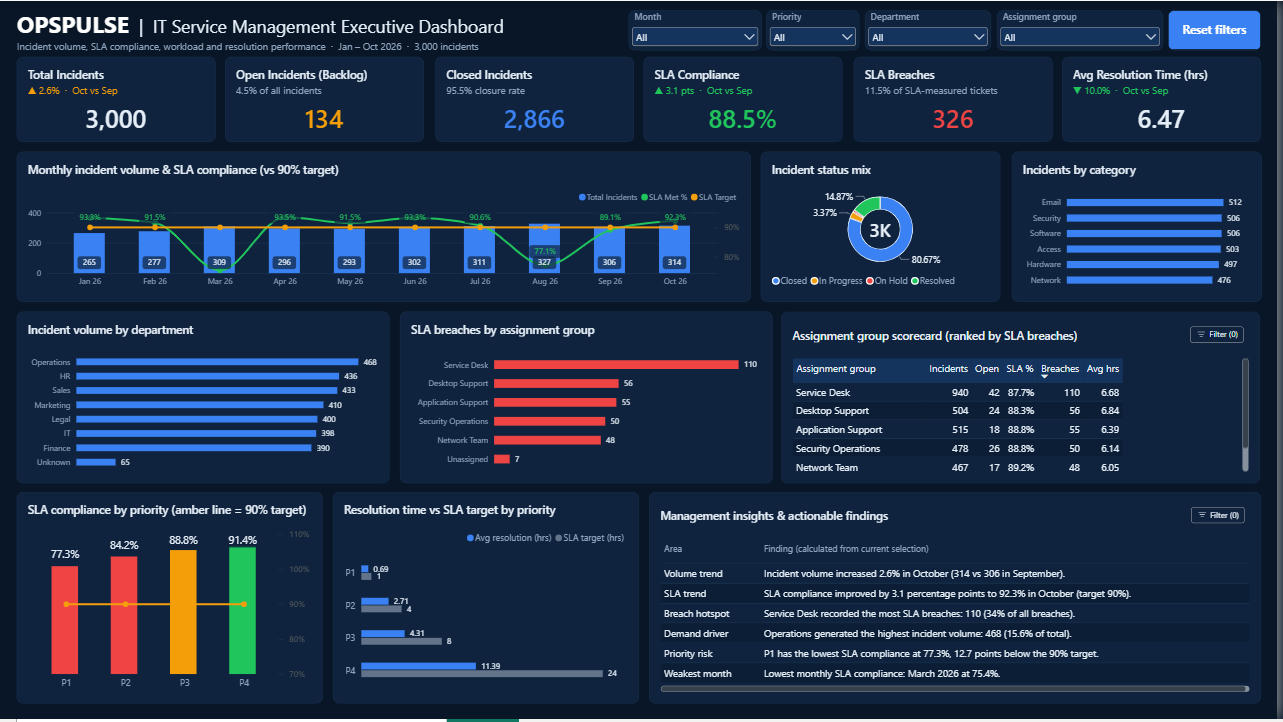 OPSPULSE | IT Service Management Executive Dashboard
Incident volume, SLA compliance, workload and resolution performance · Jan – Oct 2026 · 3,000 incidents
Month
All
Priority
All
Department
All
Assignment group
All
Reset filters
Total Incidents
▲ 2.6% · Oct vs Sep
3,000
Open Incidents (Backlog)
4.5% of all incidents
134
Closed Incidents
95.5% closure rate
2,866
SLA Compliance
▲ 3.1 pts · Oct vs Sep
88.5%
SLA Breaches
11.5% of SLA-measured tickets
326
Avg Resolution Time (hrs)
▼ 10.0% · Oct vs Sep
6.47
Monthly incident volume & SLA compliance (vs 90% target)
Total Incidents SLA Met % SLA Target
400
200
0
93.3% 91.5% 93.5% 91.5% 93.3% 90.6% 77.1% 89.1% 92.3%
265 277 309 296 293 302 311 327 306 314
90%
80%
Jan 26 Feb 26 Mar 26 Apr 26 May 26 Jun 26 Jul 26 Aug 26 Sep 26 Oct 26
Incident status mix
14.87%
3.37%
3K
80.67%
Closed In Progress On Hold Resolved
Incidents by category
Email 512
Security 506
Software 506
Access 503
Hardware 497
Network 476
Incident volume by department
Operations 468
HR 436
Sales 433
Marketing 410
Legal 400
IT 398
Finance 390
Unknown 65
SLA breaches by assignment group
Service Desk 110
Desktop Support 56
Application Support 55
Security Operations 50
Network Team 48
Unassigned 7
Assignment group scorecard (ranked by SLA breaches)
Filter (0)
Assignment group Incidents Open SLA % Breaches Avg hrs
Service Desk 940 42 87.7% 110 6.68
Desktop Support 504 24 88.3% 56 6.84
Application Support 515 18 88.8% 55 6.39
Security Operations 478 26 88.8% 50 6.14
Network Team 467 17 89.2% 48 6.05
SLA compliance by priority (amber line = 90% target)
77.3% 84.2% 88.8% 91.4%
110%
100%
90%
80%
70%
P1 P2 P3 P4
Resolution time vs SLA target by priority
Avg resolution (hrs) SLA target (hrs)
P1 0.69
1
P2 2.71
4
P3 4.31
8
P4 11.39
24
Management insights & actionable findings
Filter (0)
Area Finding (calculated from current selection)
Volume trend Incident volume increased 2.6% in October (314 vs 306 in September).
SLA trend SLA compliance improved by 3.1 percentage points to 92.3% in October (target 90%).
Breach hotspot Service Desk recorded the most SLA breaches: 110 (34% of all breaches).
Demand driver Operations generated the highest incident volume: 468 (15.6% of total).
Priority risk P1 has the lowest SLA compliance at 77.3%, 12.7 points below the 90% target.
Weakest month Lowest monthly SLA compliance: March 2026 at 75.4%.